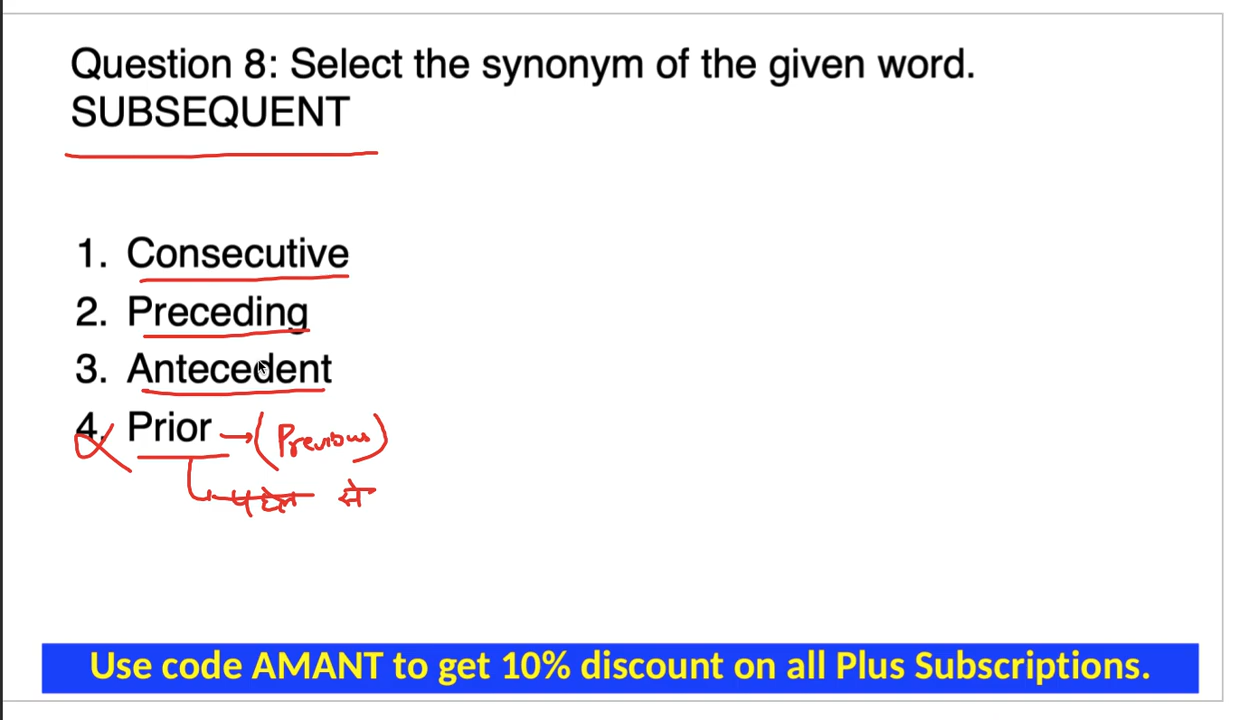 Question 8: Select the synonym of the given word.
SUBSEQUENT
1. Consecutive
2. Preceding
3. Antecedent
4. Prior → (Previous)
से
Use code AMANT to get 10% discount on all Plus Subscriptions.